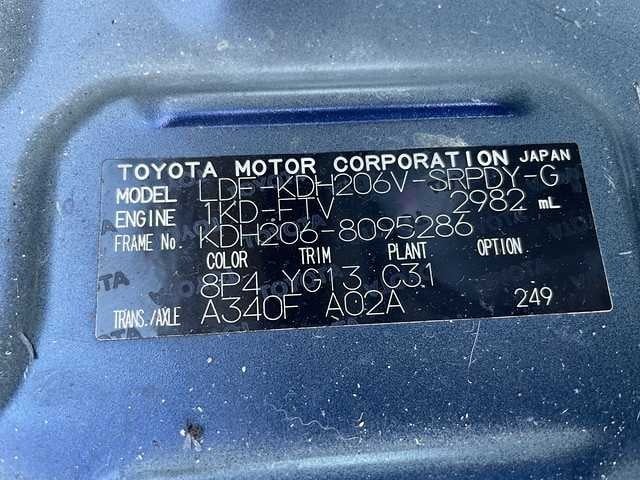 TOYOTA MOTOR CORPORATION JAPAN
MODEL LDF-KDH206V-SRPDY-G
ENGINE 1KD-FTV 2982 mL
FRAME No. KDH206-8095286
COLOR TRIM PLANT OPTION
8P4 YG13 C31
TRANS./AXLE A340F A02A 249